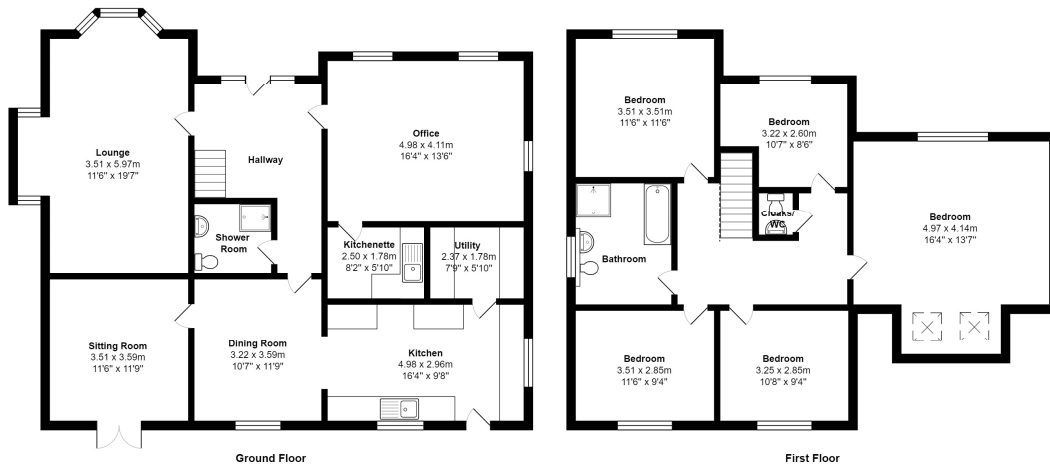 Lounge
3.51 x 5.97m
11'6" x 19'7"
Hallway
Office
4.98 x 4.11m
16'4" x 13'6"
Shower
Room
Kitchenette
2.50 x 1.78m
8'2" x 5'10"
Utility
2.37 x 1.78m
7'9" x 5'10"
Sitting Room
3.51 x 3.59m
11'6" x 11'9"
Dining Room
3.22 x 3.59m
10'7" x 11'9"
Kitchen
4.98 x 2.96m
16'4" x 9'8"
Ground Floor
Bedroom
3.51 x 3.51m
11'6" x 11'6"
Bedroom
3.22 x 2.60m
10'7" x 8'6"
Cloaks/
WC
Bedroom
4.97 x 4.14m
16'4" x 13'7"
Bathroom
Bedroom
3.51 x 2.85m
11'6" x 9'4"
Bedroom
3.25 x 2.85m
10'8" x 9'4"
First Floor